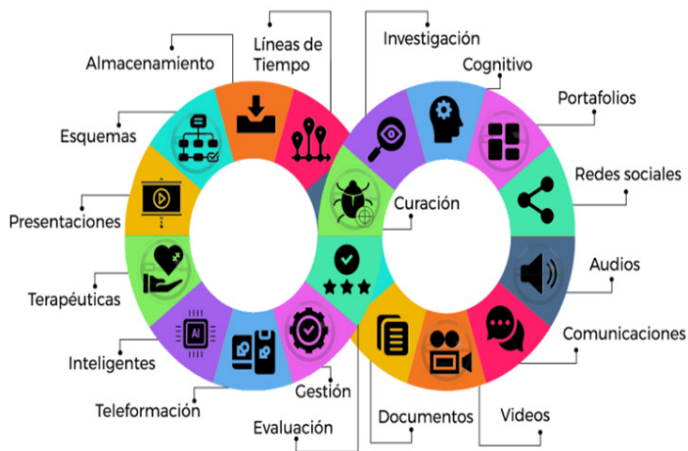 Líneas de
Tiempo
Investigación
Almacenamiento
Cognitivo
Portafolios
Esquemas
Redes sociales
Presentaciones
Curación
Audios
Terapéuticas
Comunicaciones
AI
Inteligentes
Gestión
Teleformación
Evaluación
Documentos
Videos